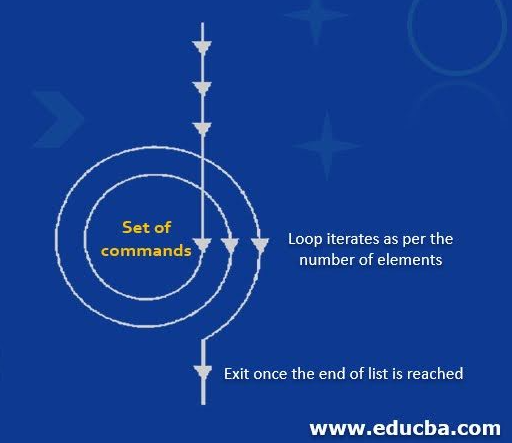 Set of
commands
Loop iterates as per the
number of elements
Exit once the end of list is reached
www.educba.com